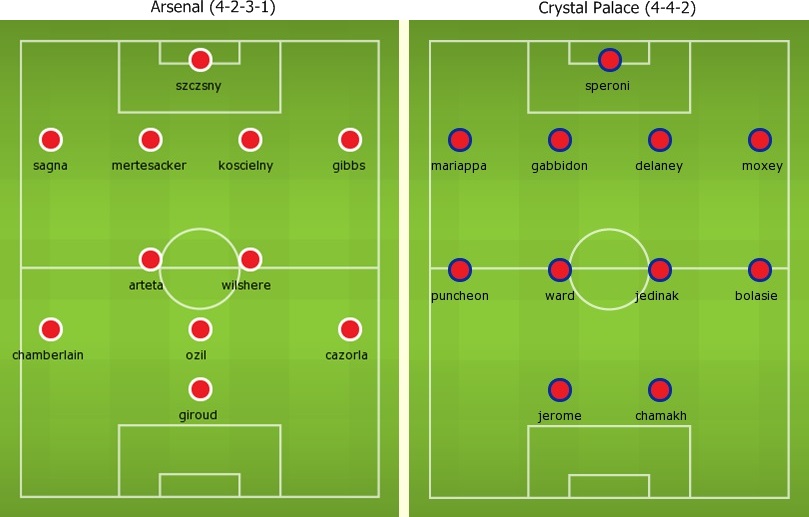 Arsenal (4-2-3-1)
szczsny
sagna mertesacker koscielny gibbs
arteta wilshere
chamberlain ozil cazorla
giroud
Crystal Palace (4-4-2)
speroni
mariappa gabbidon delaney moxey
puncheon ward jedinak bolasie
jerome chamakh